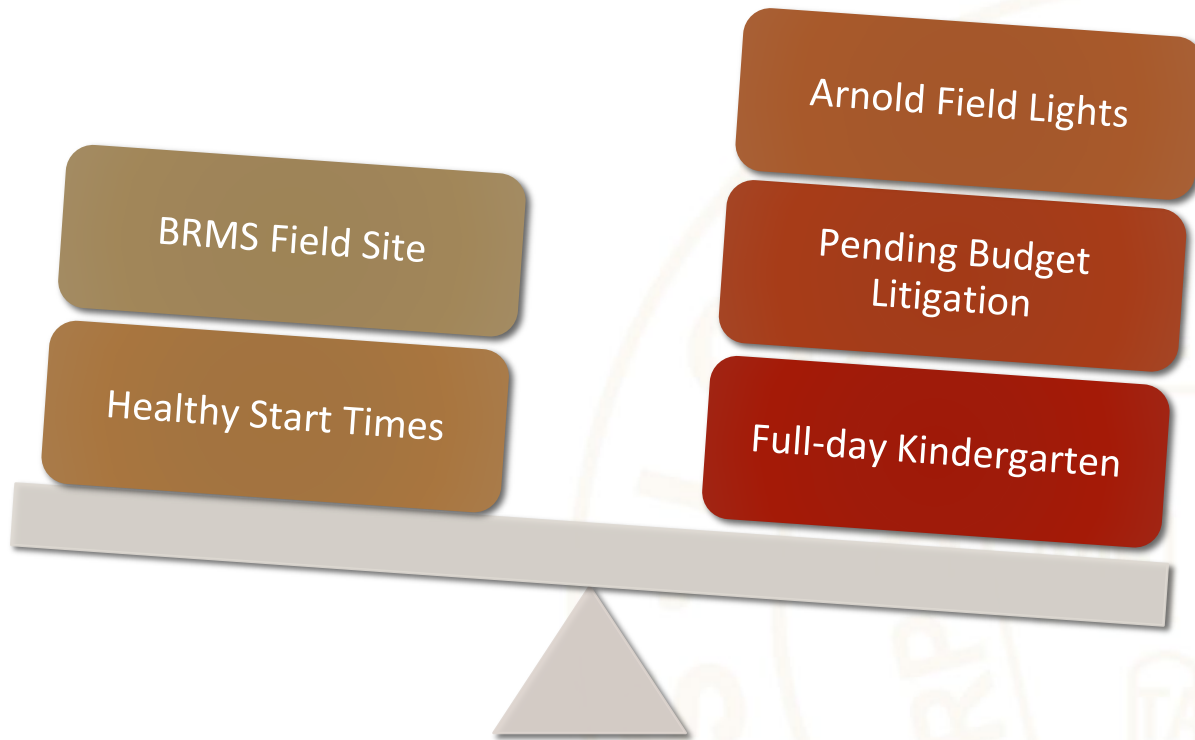 BRMS Field Site
Healthy Start Times
Arnold Field Lights
Pending Budget
Litigation
Full-day Kindergarten